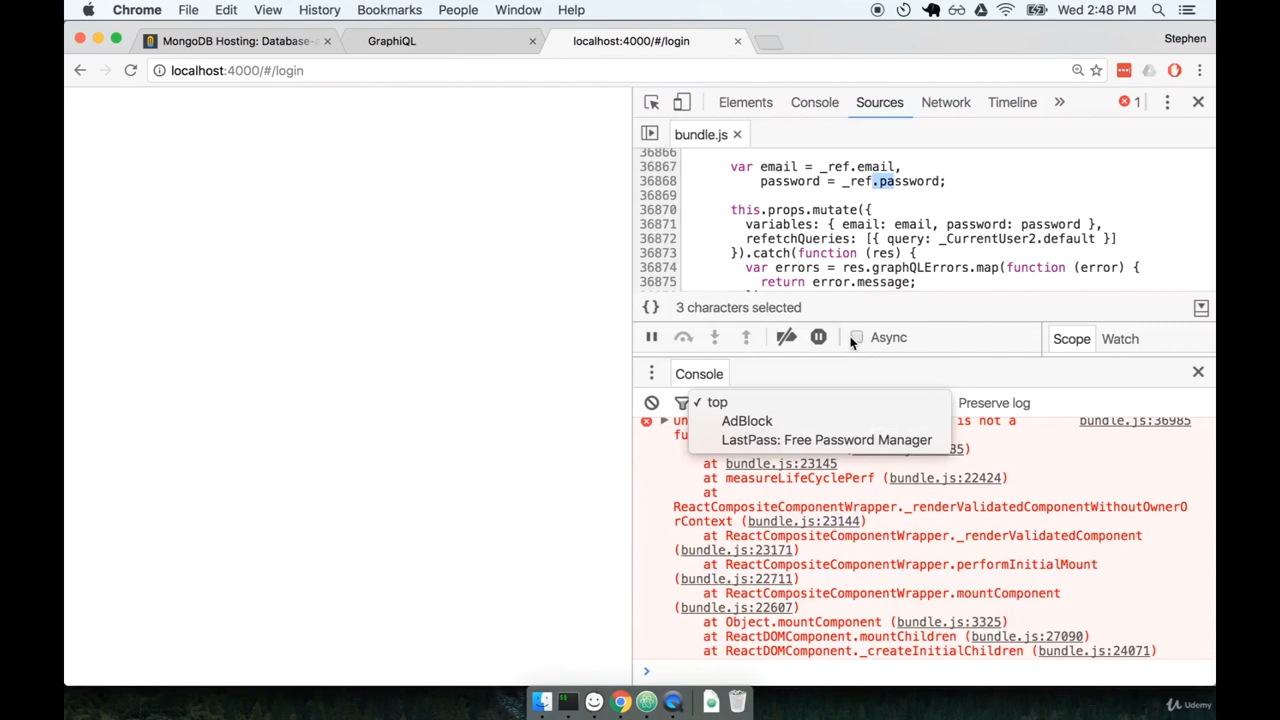 Chrome File Edit View History Bookmarks People Window Help Wed 2:48 PM
MongoDB Hosting: Database- GraphiQL localhost:4000/#/login Stephen
localhost:4000/#/login
Elements Console Sources Network Timeline » 1
bundle.js
36866
36867 var email = _ref.email,
36868 password = _ref.password;
36869
36870 this.props.mutate({
36871 variables: { email: email, password: password },
36872 refetchQueries: [{ query: _CurrentUser2.default }]
36873 }).catch(function (res) {
36874 var errors = res.graphQLErrors.map(function (error) {
36875 return error.message;
{} 3 characters selected
Async Scope Watch
Console
top Preserve log
AdBlock
LastPass: Free Password Manager
is not a bundle.js:36985
fu 85)
at bundle.js:23145
at measureLifeCyclePerf (bundle.js:22424)
at
ReactCompositeComponentWrapper._renderValidatedComponentWithoutOwnerO
rContext (bundle.js:23144)
at ReactCompositeComponentWrapper._renderValidatedComponent
(bundle.js:23171)
at ReactCompositeComponentWrapper.performInitialMount
(bundle.js:22711)
at ReactCompositeComponentWrapper.mountComponent
(bundle.js:22607)
at Object.mountComponent (bundle.js:3325)
at ReactDOMComponent.mountChildren (bundle.js:27090)
at ReactDOMComponent._createInitialChildren (bundle.js:24071)
>
Udemy